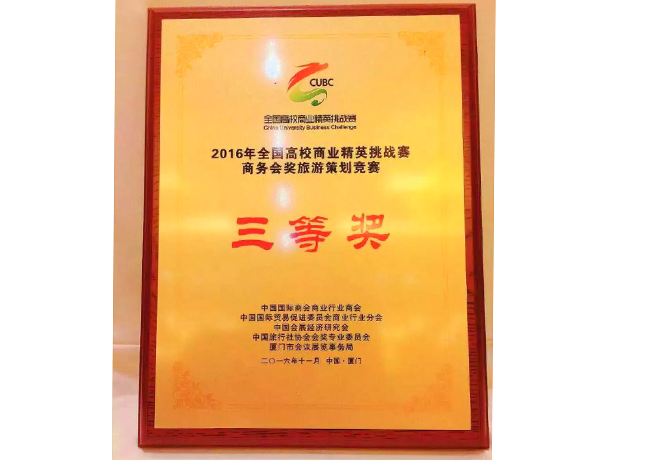 CUBC
全国高校商业精英挑战赛
China University Business Challenge
2016年全国高校商业精英挑战赛
商务会奖旅游策划竞赛
三等奖
中国国际商会商业行业商会
中国国际贸易促进委员会商业行业分会
中国会展经济研究会
中国旅行社协会会奖专业委员会
厦门市会议展览事务局
二〇一六年十一月 中国·厦门